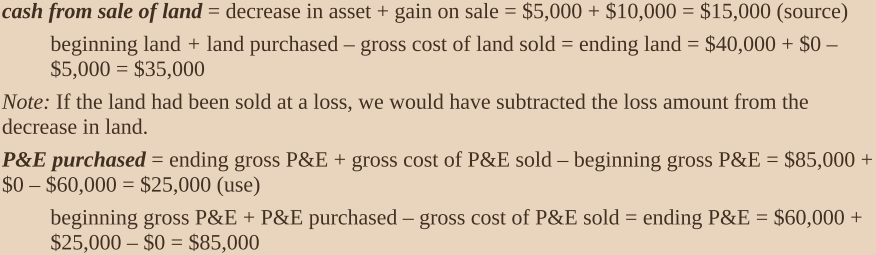 cash from sale of land = decrease in asset + gain on sale = $5,000 + $10,000 = $15,000 (source)
beginning land + land purchased – gross cost of land sold = ending land = $40,000 + $0 –
$5,000 = $35,000
Note: If the land had been sold at a loss, we would have subtracted the loss amount from the
decrease in land.
P&E purchased = ending gross P&E + gross cost of P&E sold – beginning gross P&E = $85,000 +
$0 – $60,000 = $25,000 (use)
beginning gross P&E + P&E purchased – gross cost of P&E sold = ending P&E = $60,000 +
$25,000 – $0 = $85,000